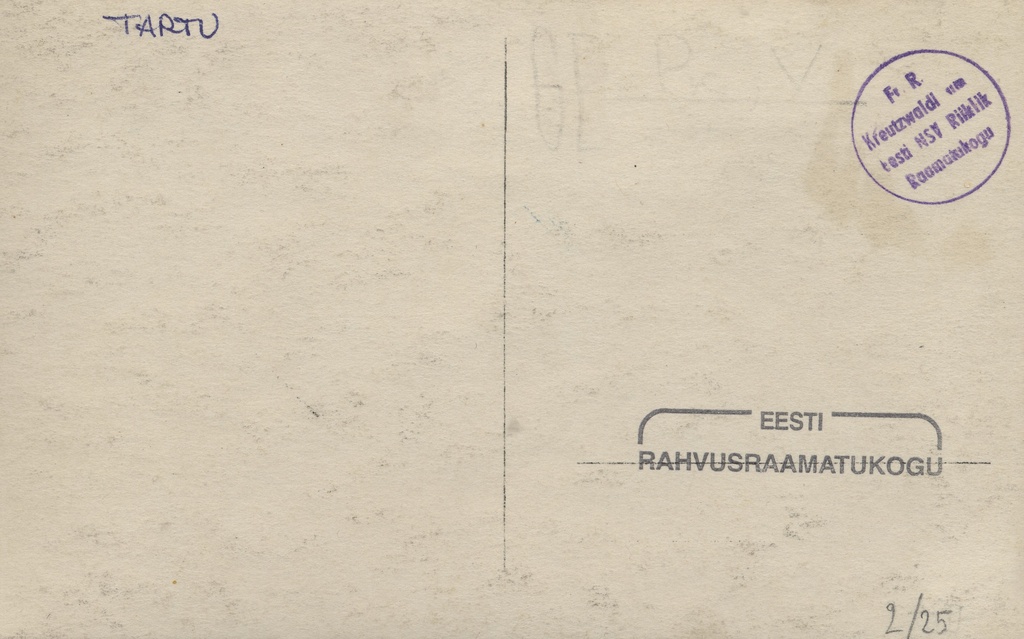 TARTU
Fr. R.
Kreutzwaldi nim
Eesti NSV Riiklik
Raamatukogu
EESTI
RAHVUSRAAMATUKOGU
2/25